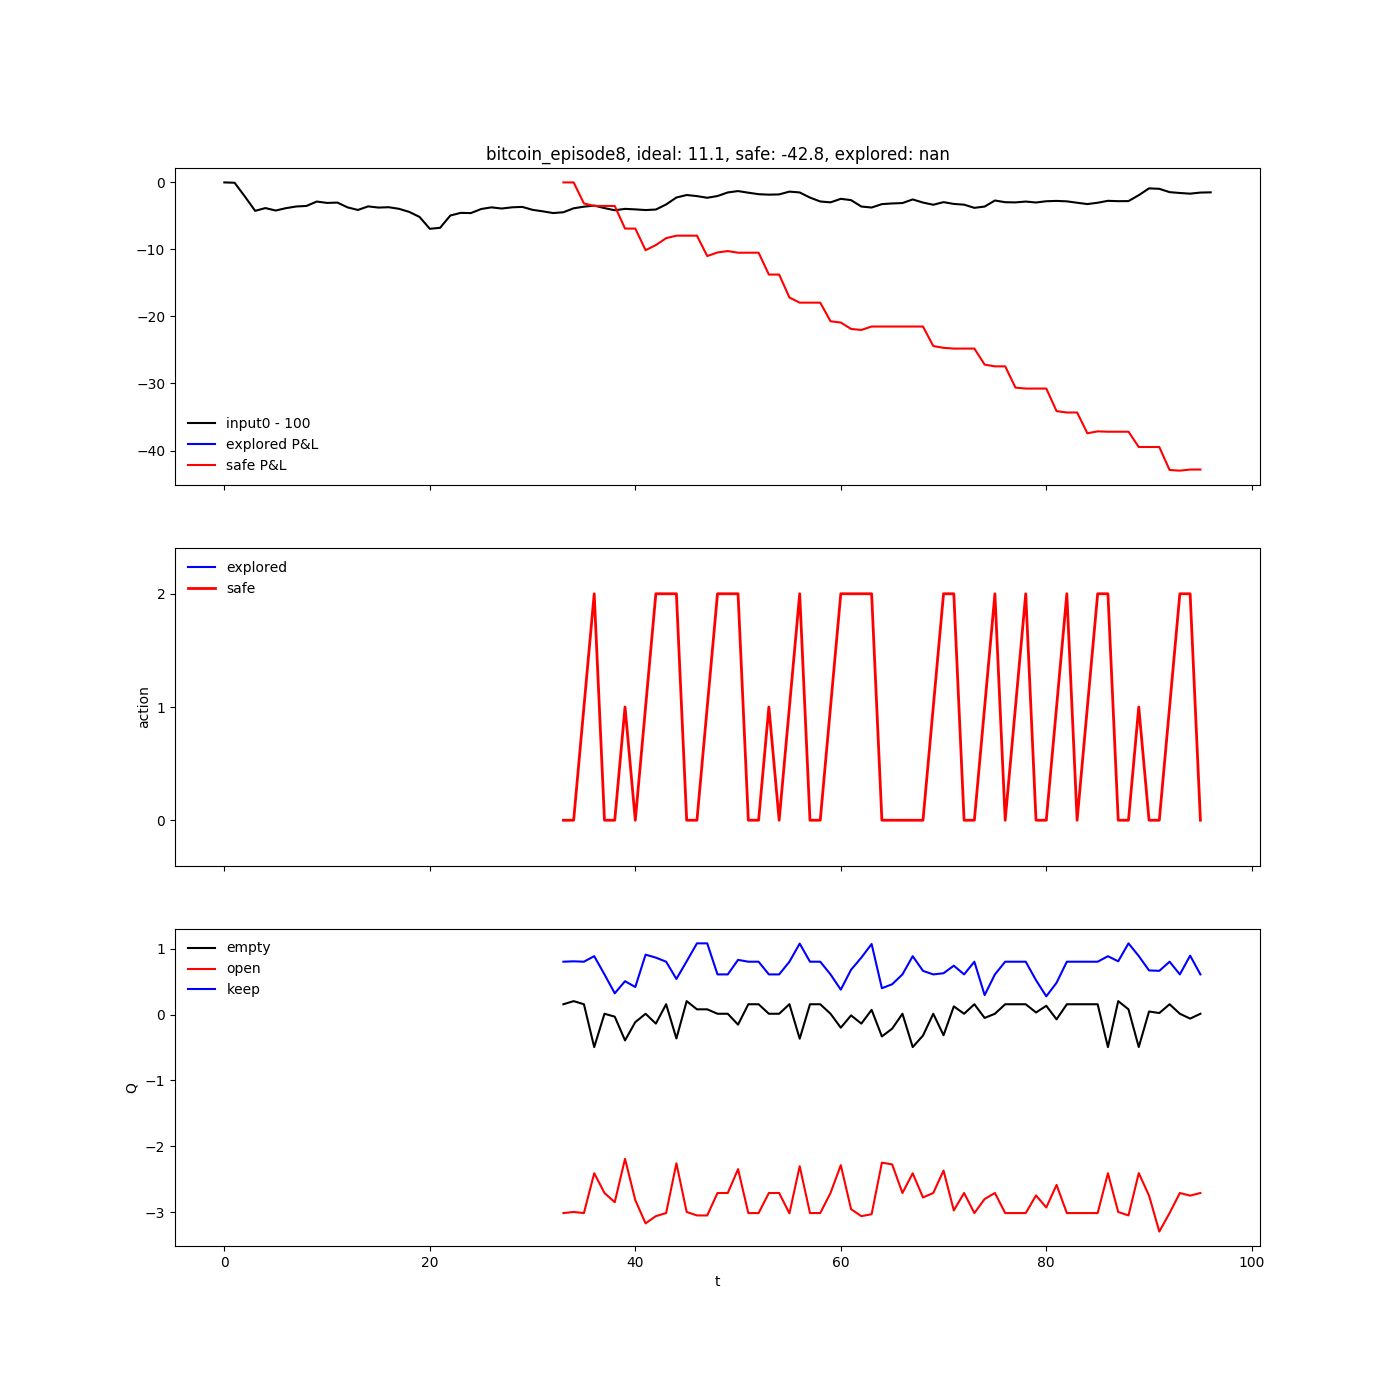 bitcoin_episode8, ideal: 11.1, safe: -42.8, explored: nan
0
−10
−20
−30
−40
input0 - 100
explored P&L
safe P&L
explored
safe
2
1
0
action
empty
open
keep
1
0
−1
−2
−3
Q
0 20 40 60 80 100
t